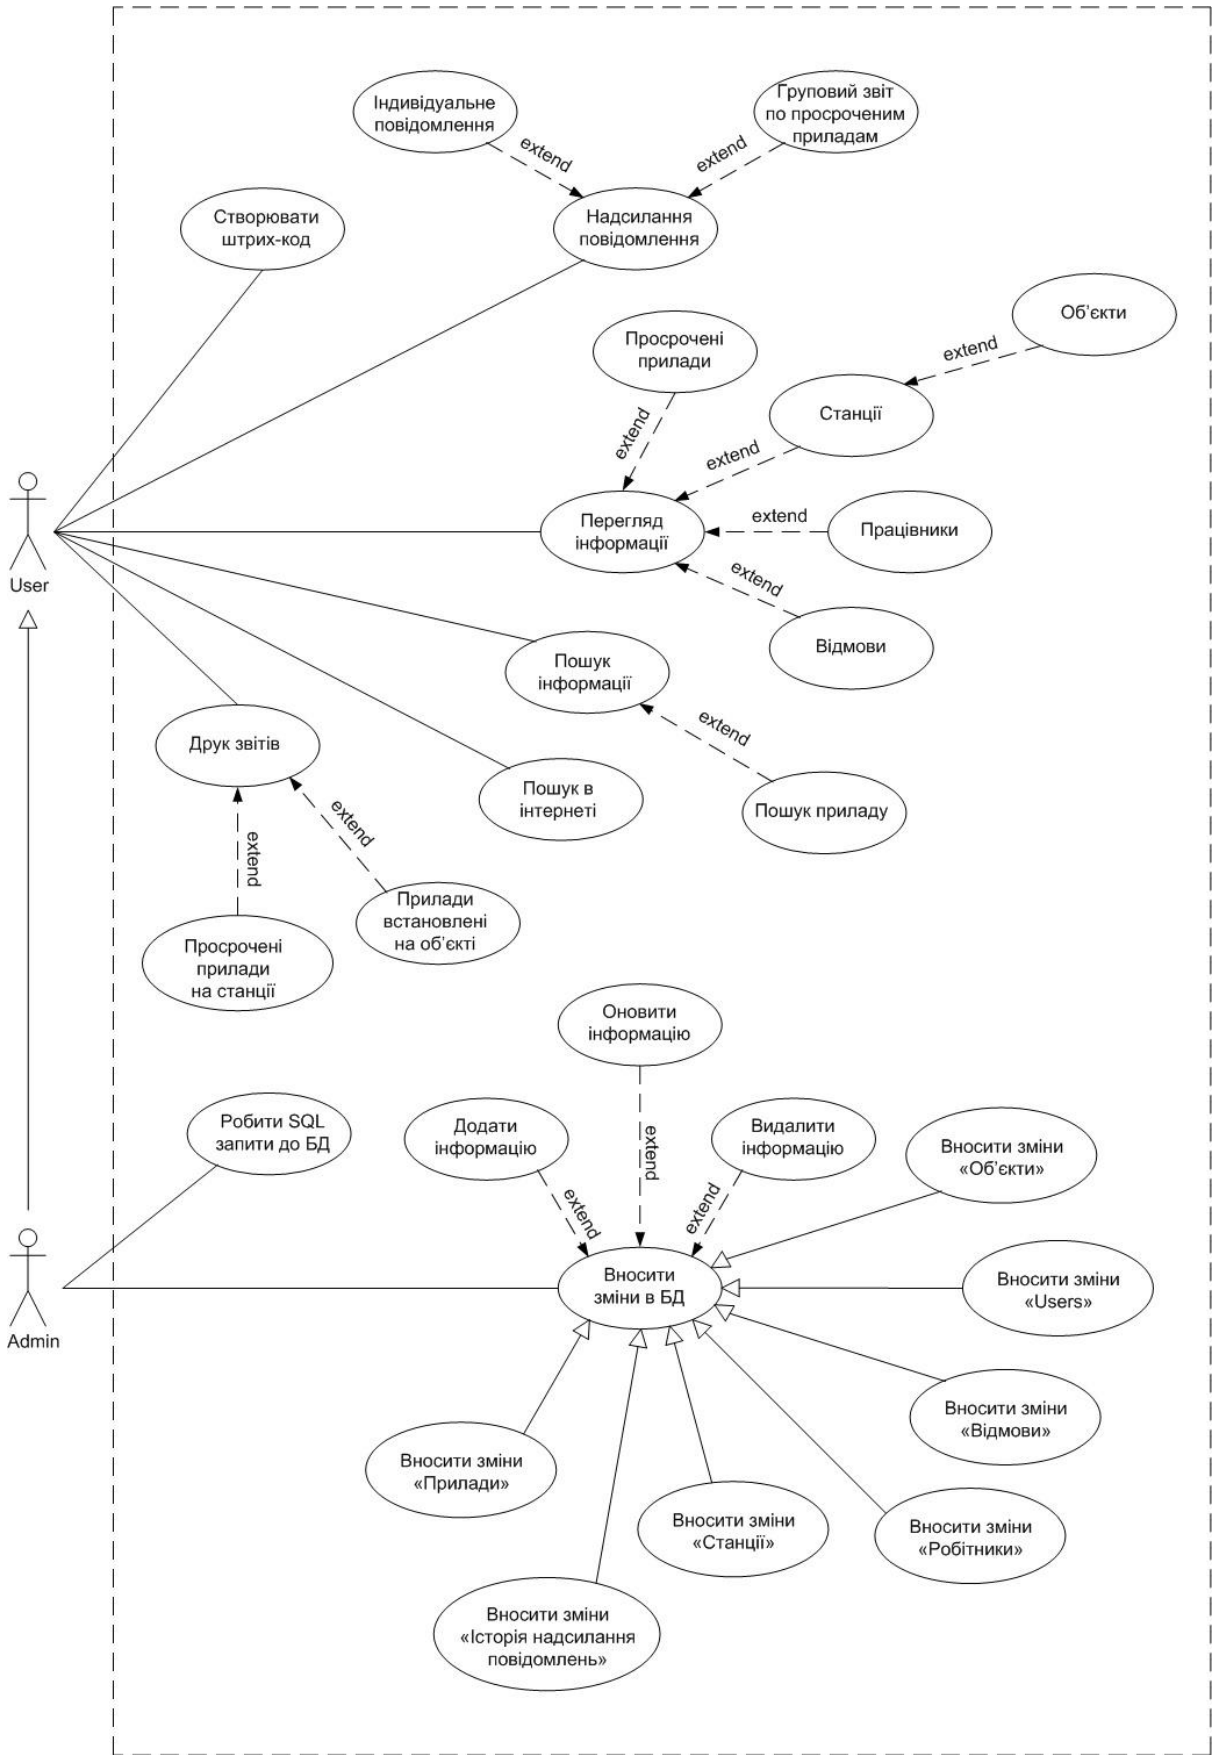 Індивідуальне
повідомлення
Груповий звіт
по просроченим
приладам
extend
extend
Створювати
штрих-код
Надсилання
повідомлення
Об’єкти
Просрочені
прилади
extend
Станції
extend
extend
Перегляд
інформації
extend
Працівники
User
extend
Відмови
Пошук
інформації
extend
Друк звітів
Пошук в
інтернеті
Пошук приладу
extend
extend
Прилади
встановлені
на об’єкті
Просрочені
прилади
на станції
Оновити
інформацію
Робити SQL
запити до БД
Додати
інформацію
extend
Видалити
інформацію
Вносити зміни
«Об’єкти»
extend
extend
Вносити
зміни в БД
Вносити зміни
«Users»
Admin
Вносити зміни
«Відмови»
Вносити зміни
«Прилади»
Вносити зміни
«Станції»
Вносити зміни
«Робітники»
Вносити зміни
«Історія надсилання
повідомлень»